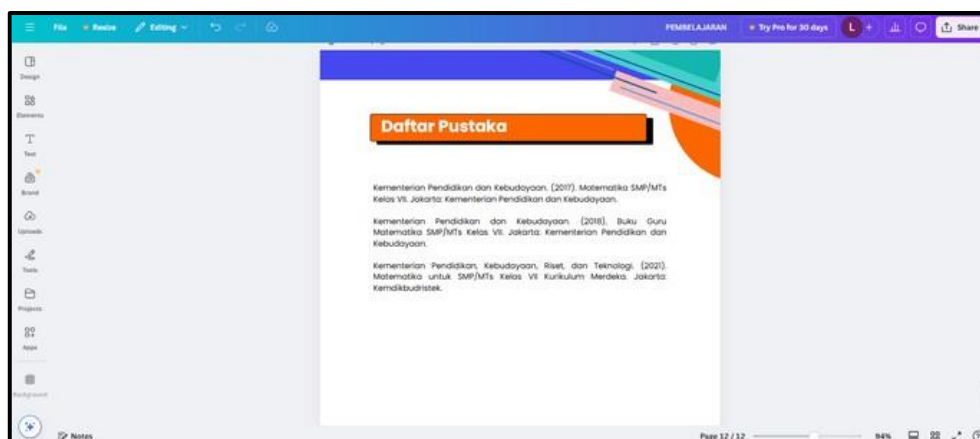 File Resize Editing PEMBELAJARAN Try Pro for 30 days L + Share
Design
Elements
Text
Brand
Uploads
Tools
Projects
Apps
Background
Daftar Pustaka
Kementerian Pendidikan dan Kebudayaan. (2017). Matematika SMP/MTs
Kelas VII. Jakarta: Kementerian Pendidikan dan Kebudayaan.
Kementerian Pendidikan dan Kebudayaan. (2018). Buku Guru
Matematika SMP/MTs Kelas VII. Jakarta: Kementerian Pendidikan dan
Kebudayaan.
Kementerian Pendidikan, Kebudayaan, Riset, dan Teknologi. (2021).
Matematika untuk SMP/MTs Kelas VII Kurikulum Merdeka. Jakarta:
Kemdikbudristek.
Notes Page 12 / 12 94%